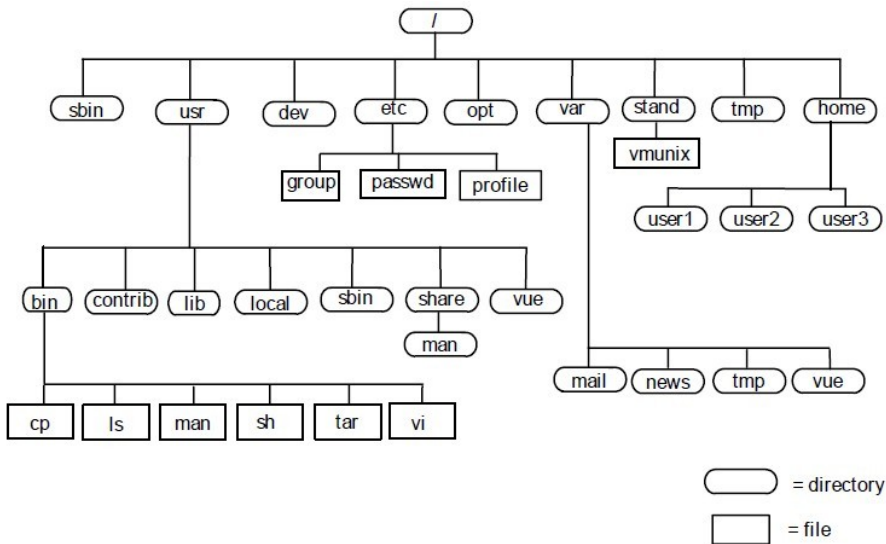 /
sbin usr dev etc opt var stand tmp home
group passwd profile vmunix
user1 user2 user3
bin contrib lib local sbin share vue
man
mail news tmp vue
cp ls man sh tar vi
= directory
= file